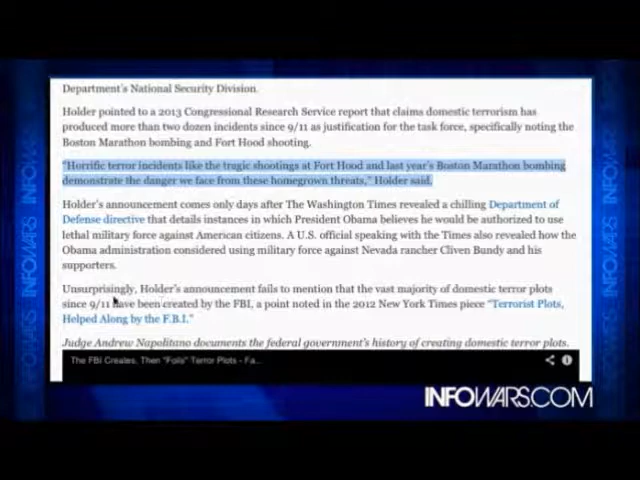 Department's National Security Division.
Holder pointed to a 2013 Congressional Research Service report that claims domestic terrorism has
produced more than two dozen incidents since 9/11 as justification for the task force, specifically noting the
Boston Marathon bombing and Fort Hood shooting.
"Horrific terror incidents like the tragic shootings at Fort Hood and last year's Boston Marathon bombing
demonstrate the danger we face from these homegrown threats," Holder said.
Holder's announcement comes only days after The Washington Times revealed a chilling Department of
Defense directive that details instances in which President Obama believes he would be authorized to use
lethal military force against American citizens. A U.S. official speaking with the Times also revealed how the
Obama administration considered using military force against Nevada rancher Cliven Bundy and his
supporters.
Unsurprisingly, Holder's announcement fails to mention that the vast majority of domestic terror plots
since 9/11 have been created by the FBI, a point noted in the 2012 New York Times piece "Terrorist Plots,
Helped Along by the F.B.I."
Judge Andrew Napolitano documents the federal government's history of creating domestic terror plots.
The FBI Creates, Then "Foils" Terror Plots - Fa...
INFOWARS.COM
INFOWARS
INFOWARS
INFOWARS
INFOWARS